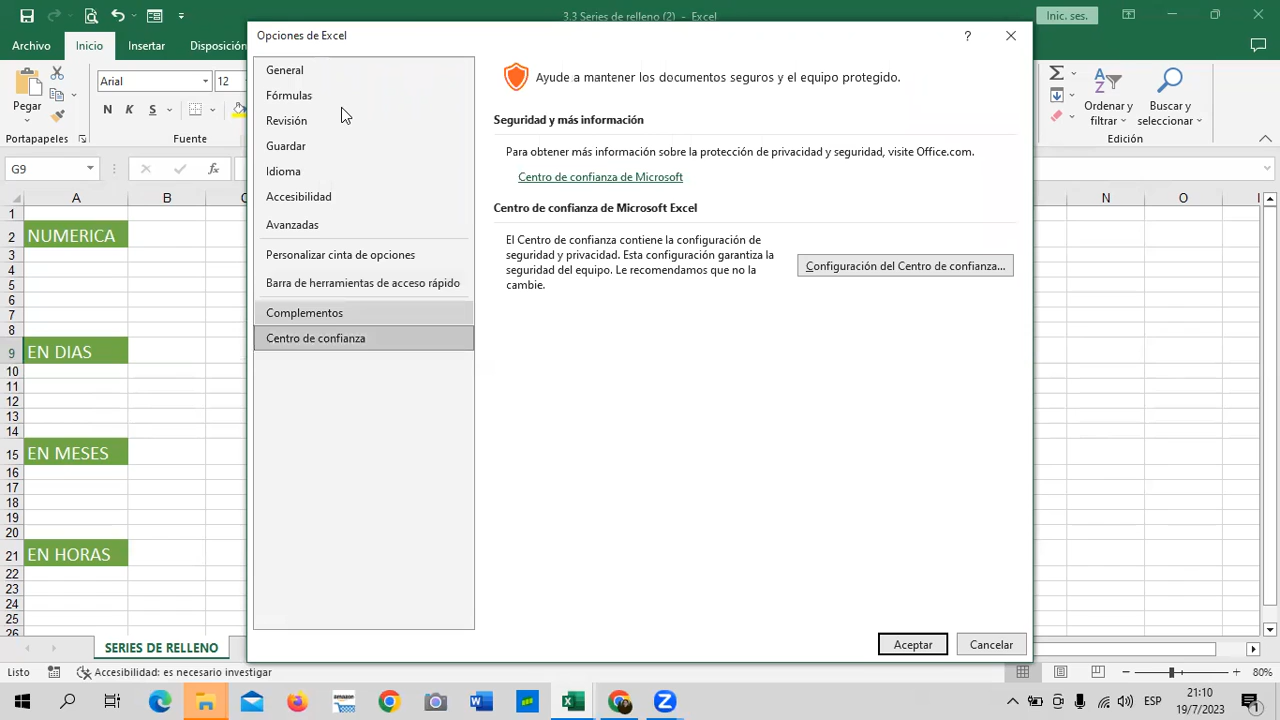 3.3 Series de relleno (2) - Excel
Inic. ses.
Archivo
Inicio
Insertar
Disposición
Pegar
Arial
12
N
K
S
Portapapeles
Fuente
Ordenar y
filtrar
Buscar y
seleccionar
Edición
G9
fx
A
B
C
N
O
1
2
4
5
6
7
8
9
10
11
12
13
15
16
17
18
19
20
21
22
23
24
25
26
NUMERICA
EN DIAS
EN MESES
EN HORAS
Opciones de Excel
?
General
Fórmulas
Revisión
Guardar
Idioma
Accesibilidad
Avanzadas
Personalizar cinta de opciones
Barra de herramientas de acceso rápido
Complementos
Centro de confianza
Ayude a mantener los documentos seguros y el equipo protegido.
Seguridad y más información
Para obtener más información sobre la protección de privacidad y seguridad, visite Office.com.
Centro de confianza de Microsoft
Centro de confianza de Microsoft Excel
El Centro de confianza contiene la configuración de
seguridad y privacidad. Esta configuración garantiza la
seguridad del equipo. Le recomendamos que no la
cambie.
Configuración del Centro de confianza...
Aceptar
Cancelar
SERIES DE RELLENO
Listo
Accesibilidad: es necesario investigar
80%
amazon
ESP
21:10
19/7/2023